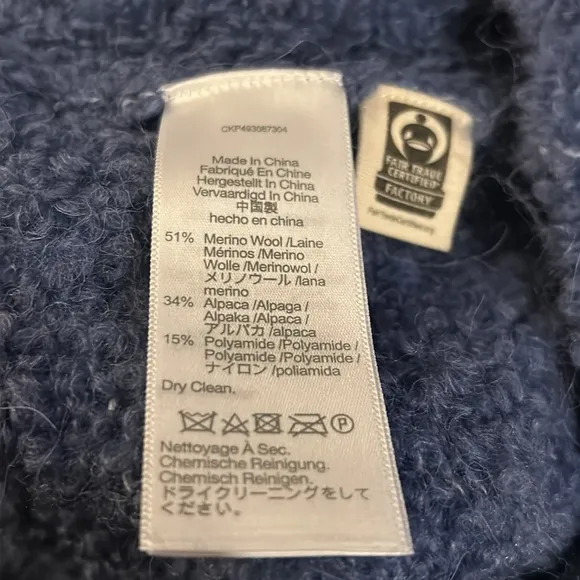 CKP493087304
Made In China
Fabriqué En Chine
Hergestellt In China
Vervaardigd In China
中国製
hecho en china
51% Merino Wool /Laine
Mérinos /Merino
Wolle /Merinowol /
メリノウール /lana
merino
34% Alpaca /Alpaga /
Alpaka /Alpaca /
アルパカ /alpaca
15% Polyamide /Polyamide /
Polyamide /Polyamide /
ナイロン /poliamida
Dry Clean.
P
Nettoyage À Sec.
Chemische Reinigung.
Chemisch Reinigen.
ドライクリーニングをして
ください。
FAIR TRADE
CERTIFIED
FACTORY